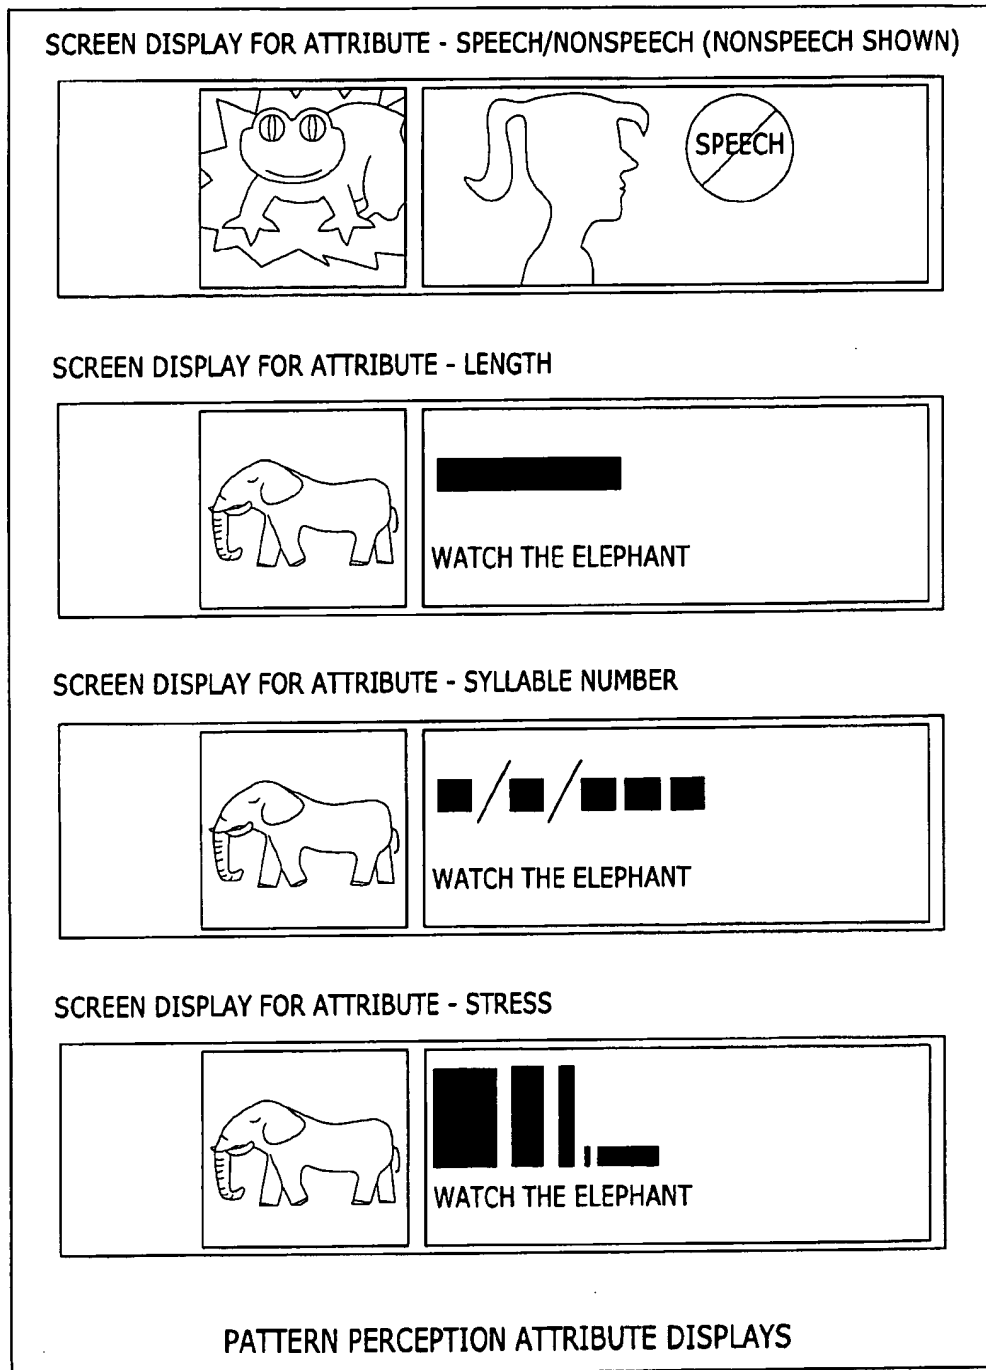 SCREEN DISPLAY FOR ATTRIBUTE - SPEECH/NONSPEECH (NONSPEECH SHOWN)
SPEECH
SCREEN DISPLAY FOR ATTRIBUTE - LENGTH
WATCH THE ELEPHANT
SCREEN DISPLAY FOR ATTRIBUTE - SYLLABLE NUMBER
WATCH THE ELEPHANT
SCREEN DISPLAY FOR ATTRIBUTE - STRESS
WATCH THE ELEPHANT
PATTERN PERCEPTION ATTRIBUTE DISPLAYS